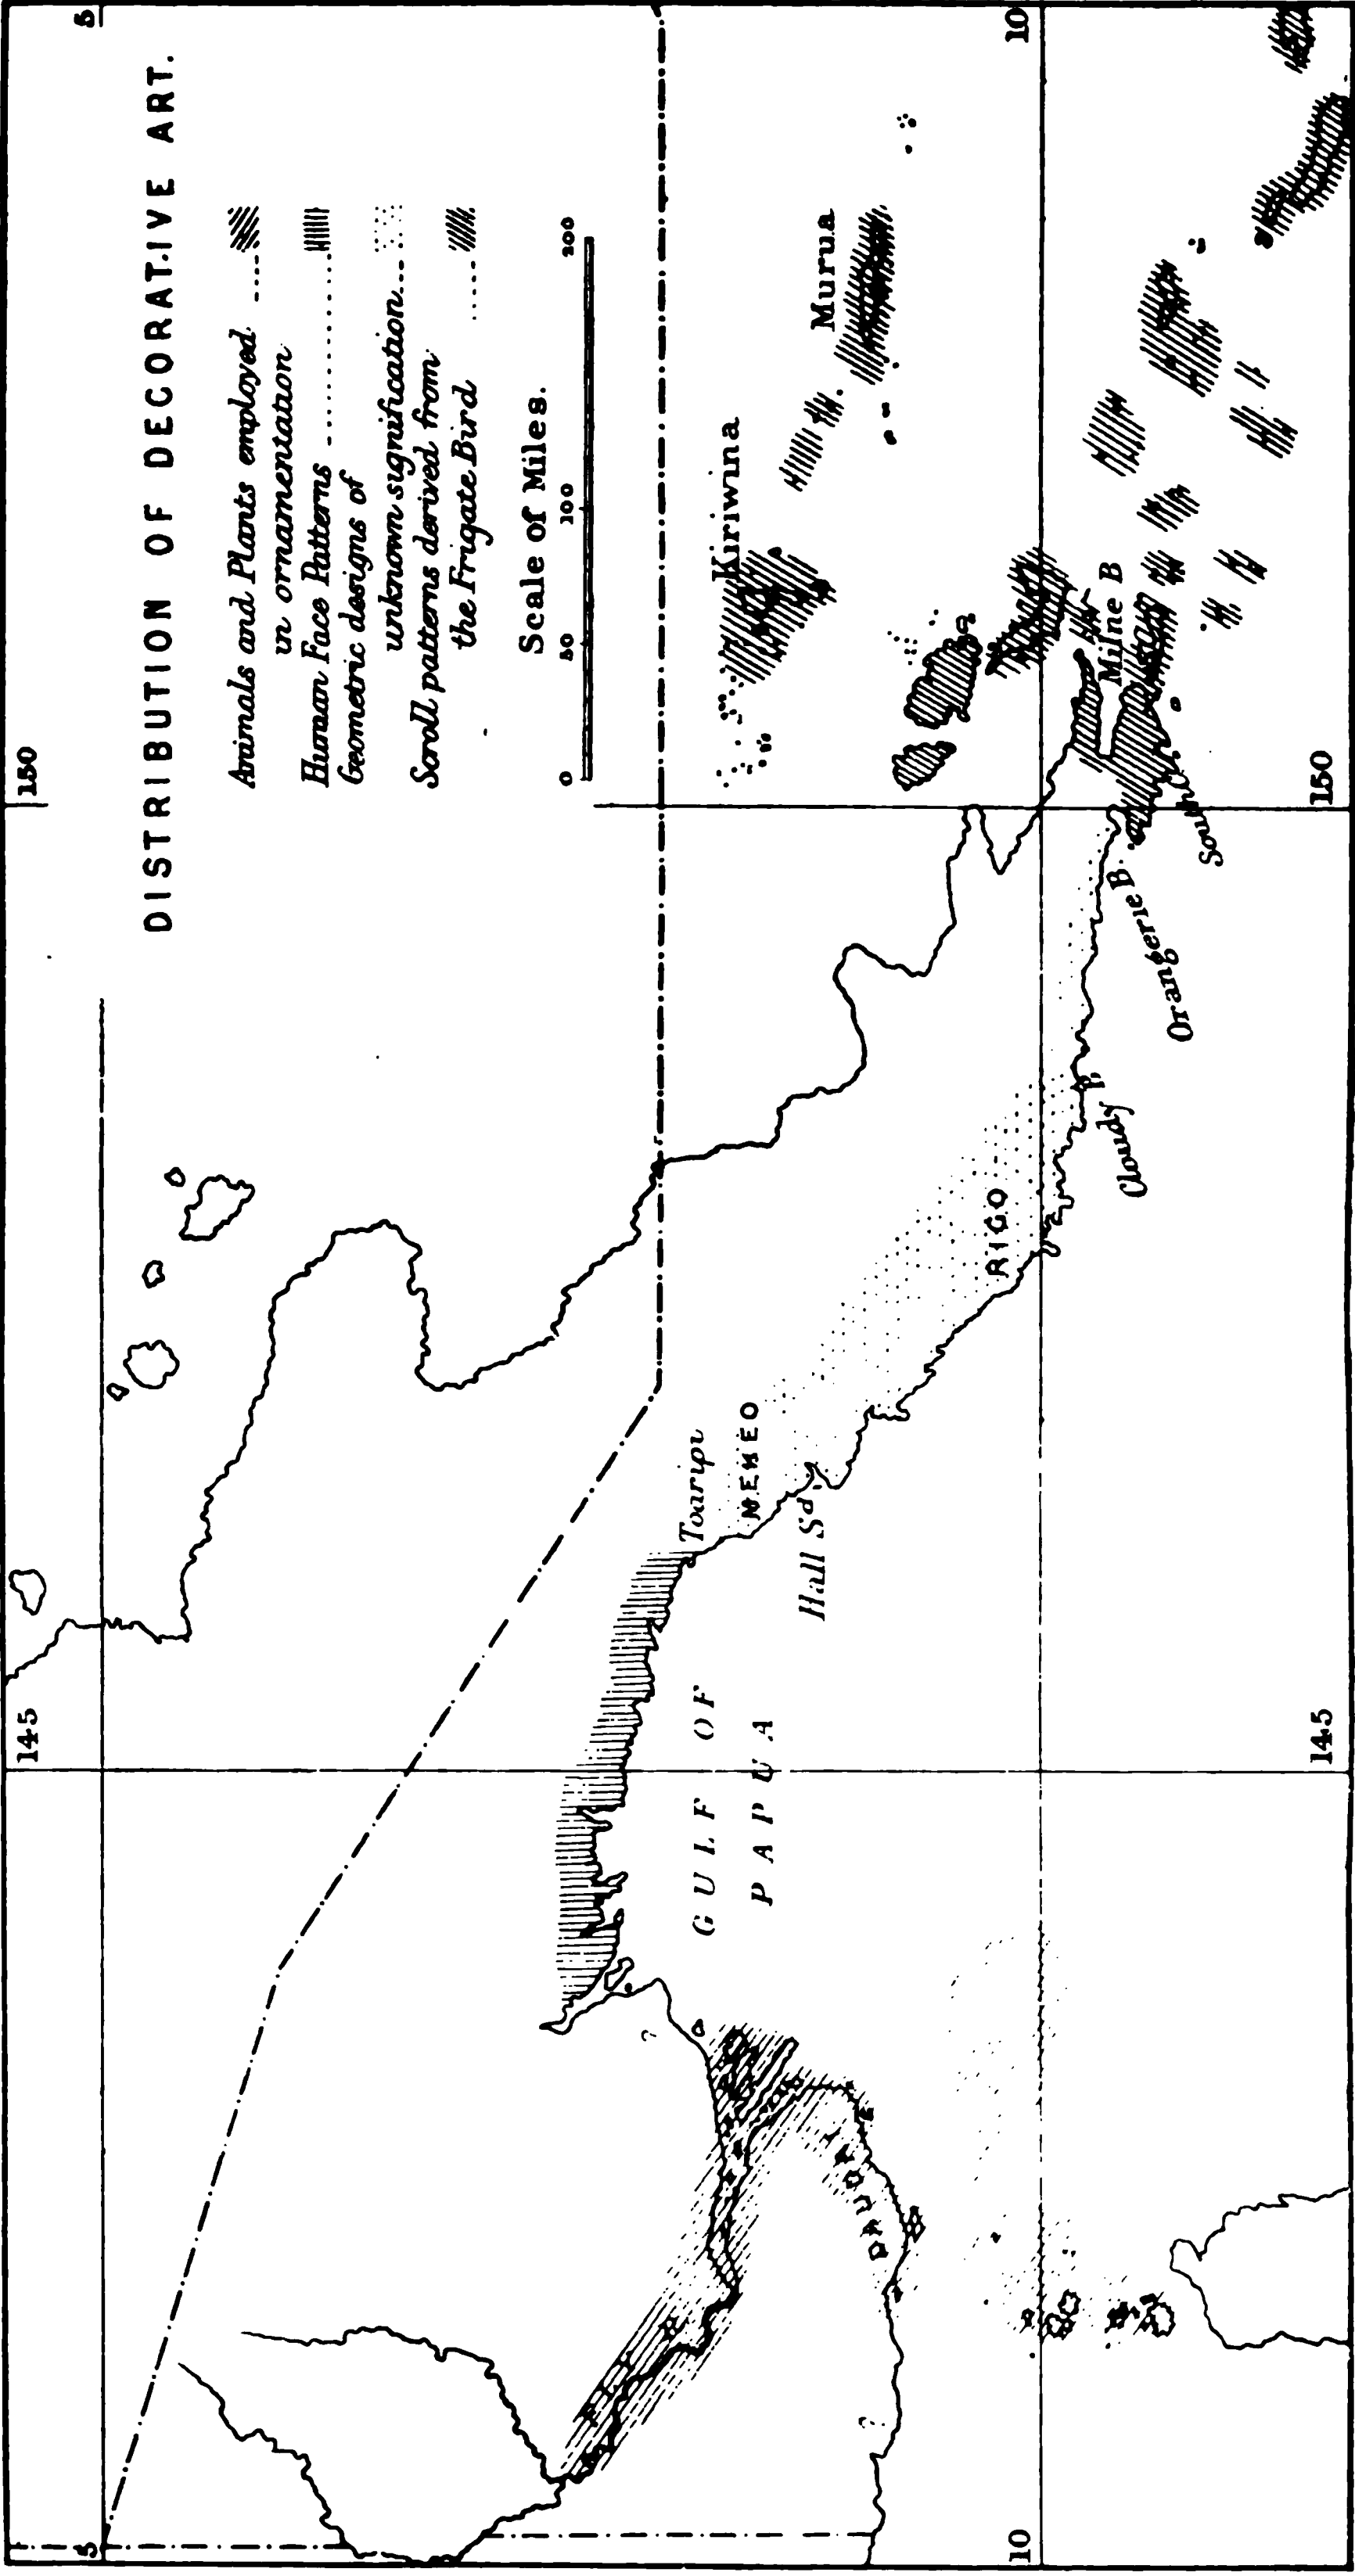 DISTRIBUTION OF DECORATIVE ART.
Animals and Plants employed
in ornamentation
Human Face Patterns
Geometric designs of
unknown signification
Scroll patterns derived from
the Frigate Bird
Scale of Miles.
0 50 100 200
145
150
5
5
10
10
145
150
Kiriwina
Murua
Toaripi
MEKEO
Hall Sd.
GULF OF
PAPUA
RIGO
Cloudy B.
Orangerie B.
South C.
Milne B
DAUDAI
?
?